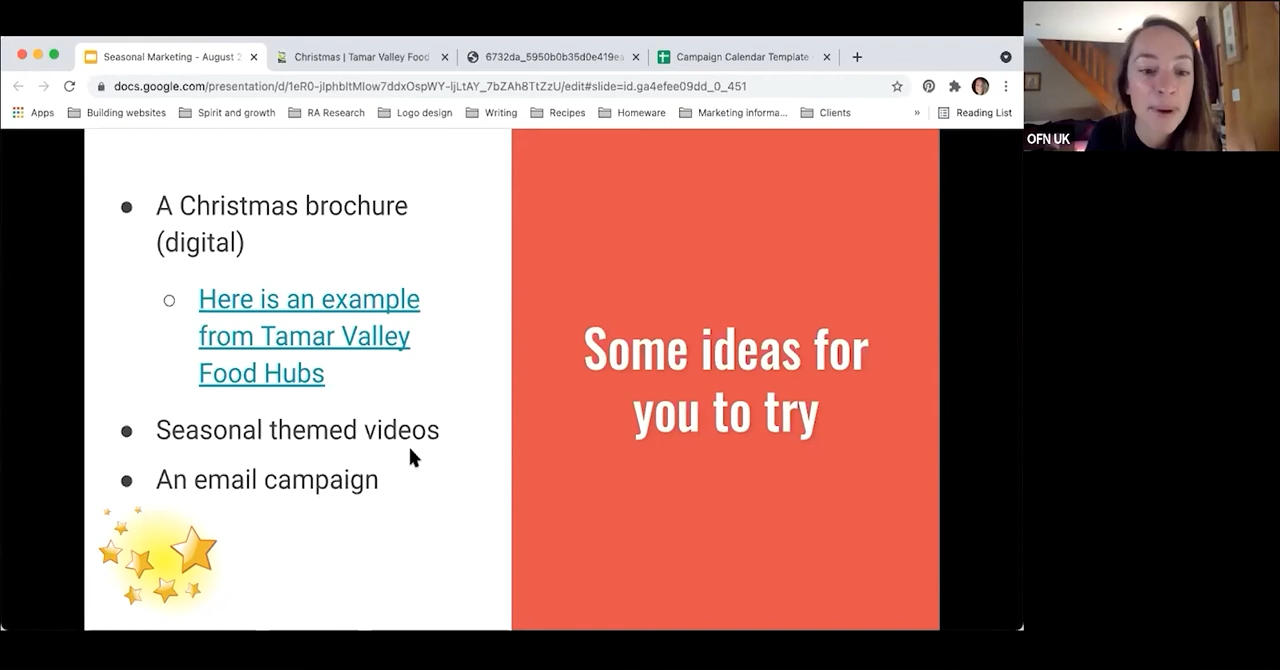 Seasonal Marketing - August 2
Christmas | Tamar Valley Food
6732da_5950b0b35d0e419ea
Campaign Calendar Template
docs.google.com/presentation/d/1eR0-jIphbltMIow7ddxOspWY-IjLtAY_7bZAh8TtZzU/edit#slide=id.ga4efee09dd_0_451
Apps
Building websites
Spirit and growth
RA Research
Logo design
Writing
Recipes
Homeware
Marketing informa...
Clients
»
Reading List
OFN UK
A Christmas brochure
(digital)
Here is an example
from Tamar Valley
Food Hubs
Seasonal themed videos
An email campaign
Some ideas for
you to try